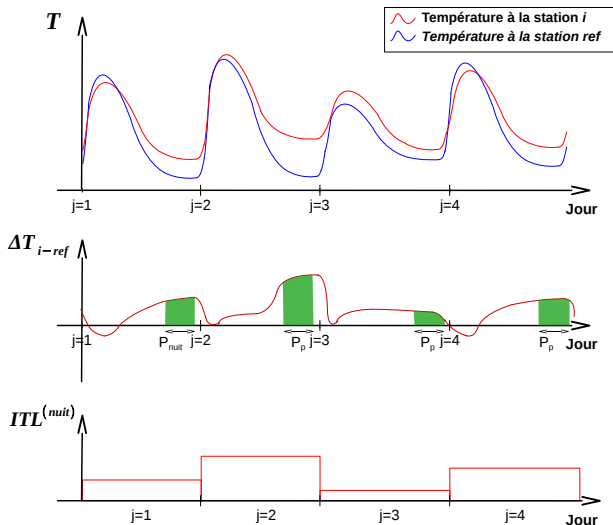 Température à la station i
Température à la station ref
T
j=1 j=2 j=3 j=4 Jour
ΔT i−ref
j=1 j=2 j=3 j=4
P nuit P p P p P p Jour
ITL (nuit)
j=1 j=2 j=3 j=4 Jour